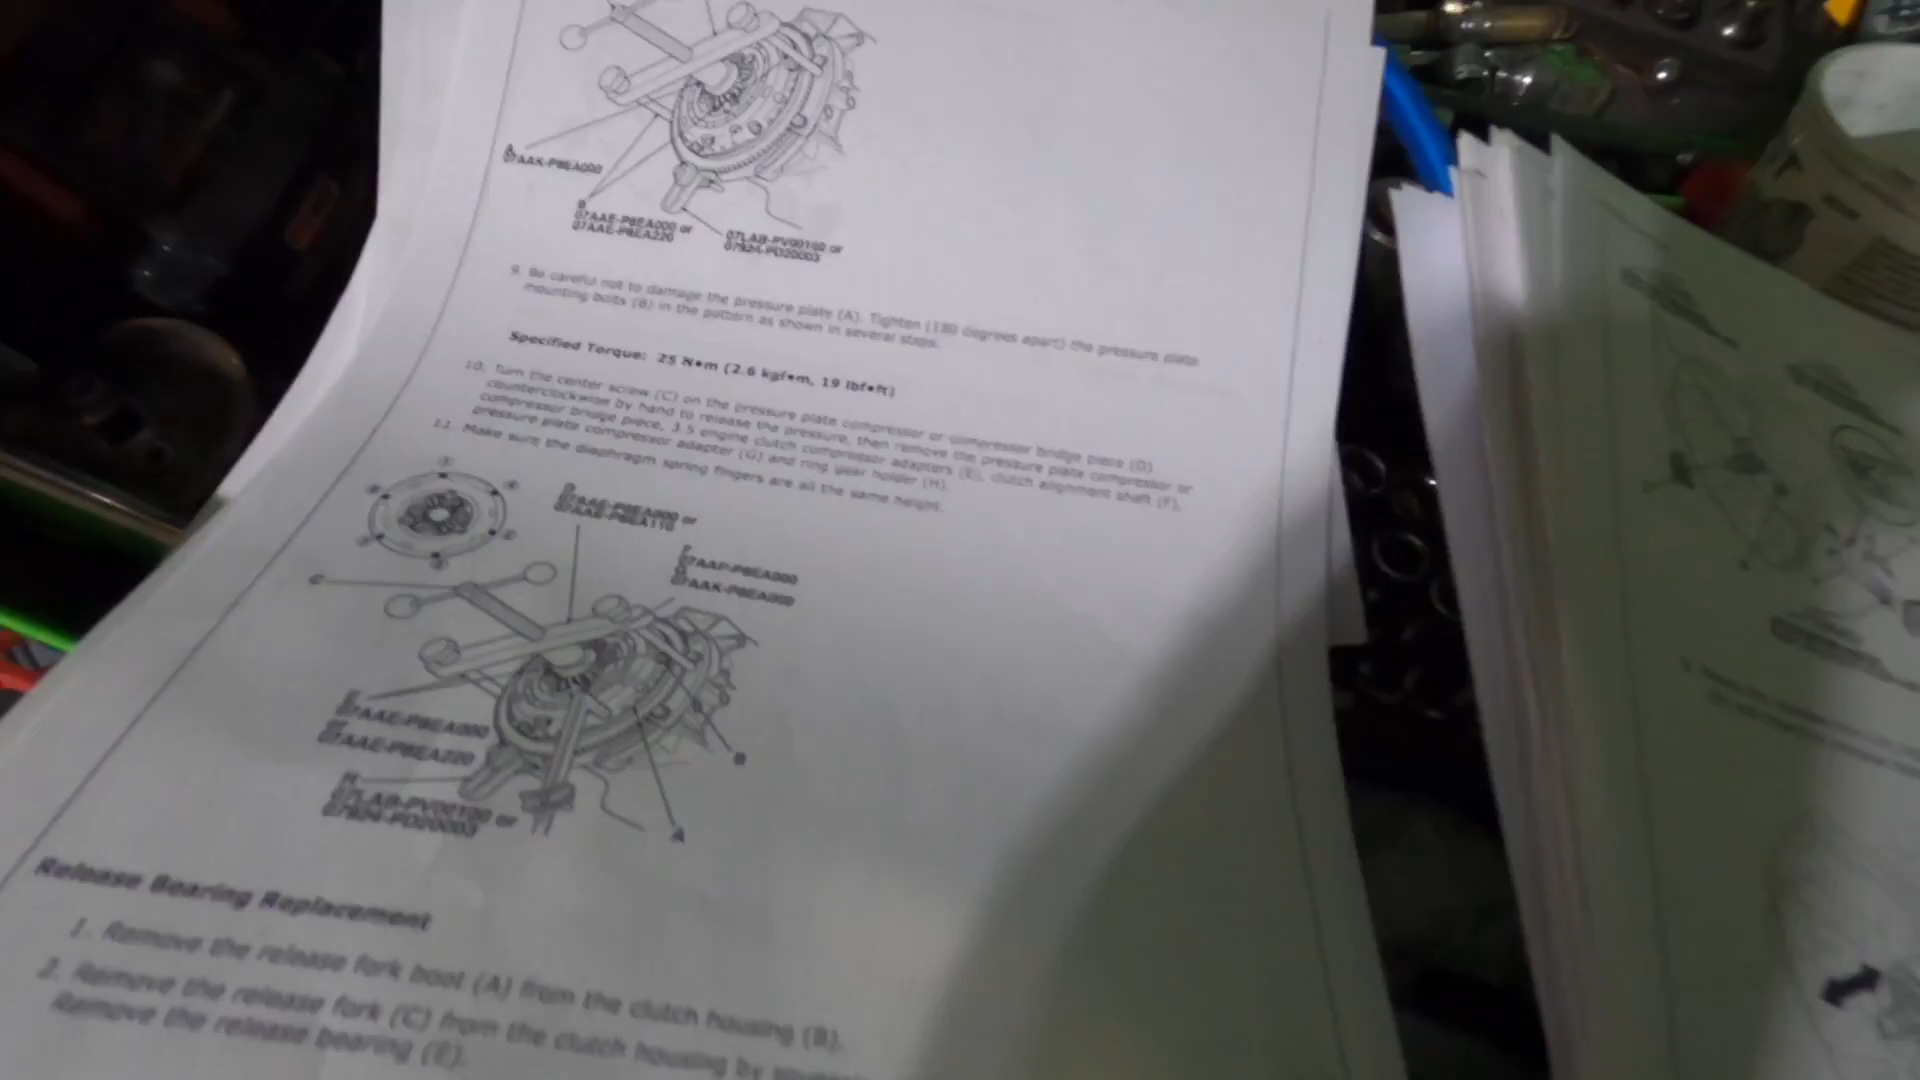 A
07AAK-P8EA000
B
07AAE-P8EA000 or
07AAE-P8EA220
07LAB-PV00100 or
07924-PD20003
9. Be careful not to damage the pressure plate (A). Tighten (180 degrees apart) the pressure plate
mounting bolts (B) in the pattern as shown in several steps.
Specified Torque: 25 N•m (2.6 kgf•m, 19 lbf•ft)
10. Turn the center screw (C) on the pressure plate compressor or compressor bridge piece (D)
counterclockwise by hand to release the pressure, then remove the pressure plate compressor or
compressor bridge piece, 3.5 engine clutch compressor adapters (E), clutch alignment shaft (F),
pressure plate compressor adapter (G) and ring gear holder (H).
11. Make sure the diaphragm spring fingers are all the same height.
D
07AAE-P8EA000 or
07AAE-P8EA110
F
07AAF-P8EA000
G
07AAK-P8EA000
C
E
07AAE-P8EA000
or
07AAE-P8EA220
B
H
07LAB-PV00100 or
07924-PD20003
A
Release Bearing Replacement
1. Remove the release fork boot (A) from the clutch housing (B).
2. Remove the release fork (C) from the clutch housing by
Remove the release bearing (E).